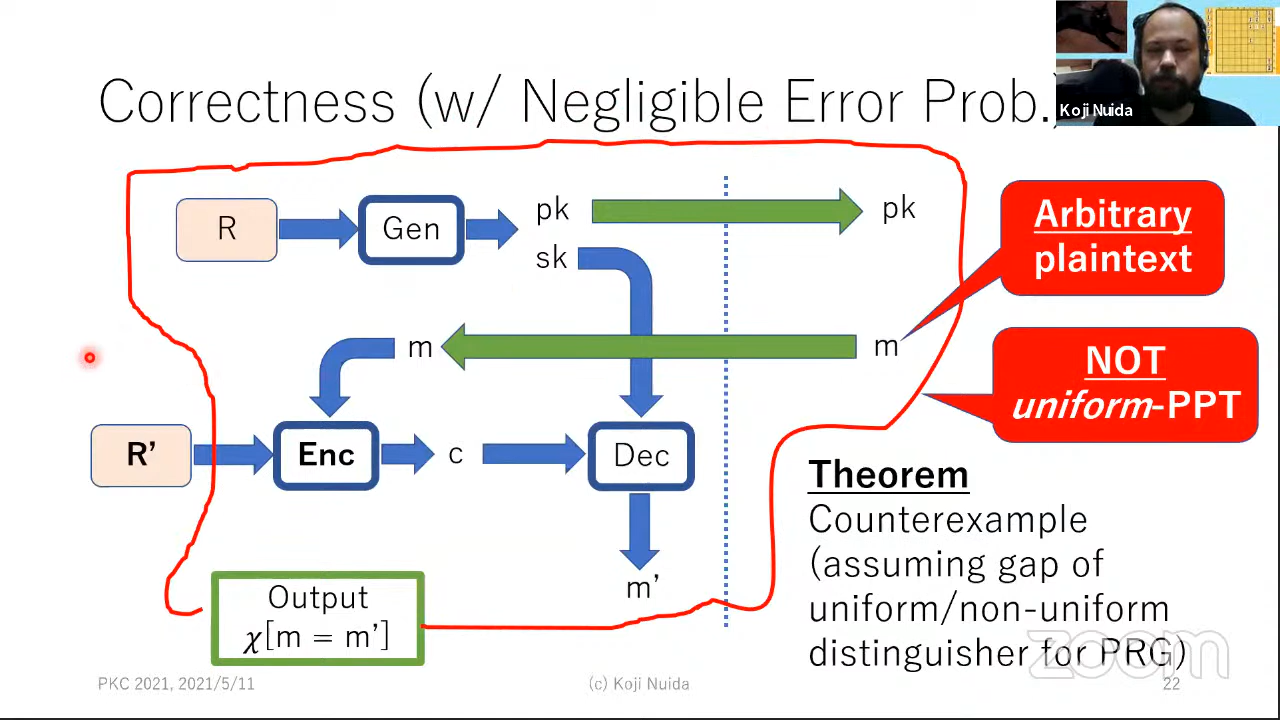 Correctness (w/ Negligible Error Prob.)
Koji Nuida
R
Gen
pk
pk
sk
Arbitrary
plaintext
m
m
NOT
uniform-PPT
R’
Enc
c
Dec
m’
Output
χ[m = m’]
Theorem
Counterexample
(assuming gap of
uniform/non-uniform
distinguisher for PRG)
zoom
PKC 2021, 2021/5/11
(c) Koji Nuida
22